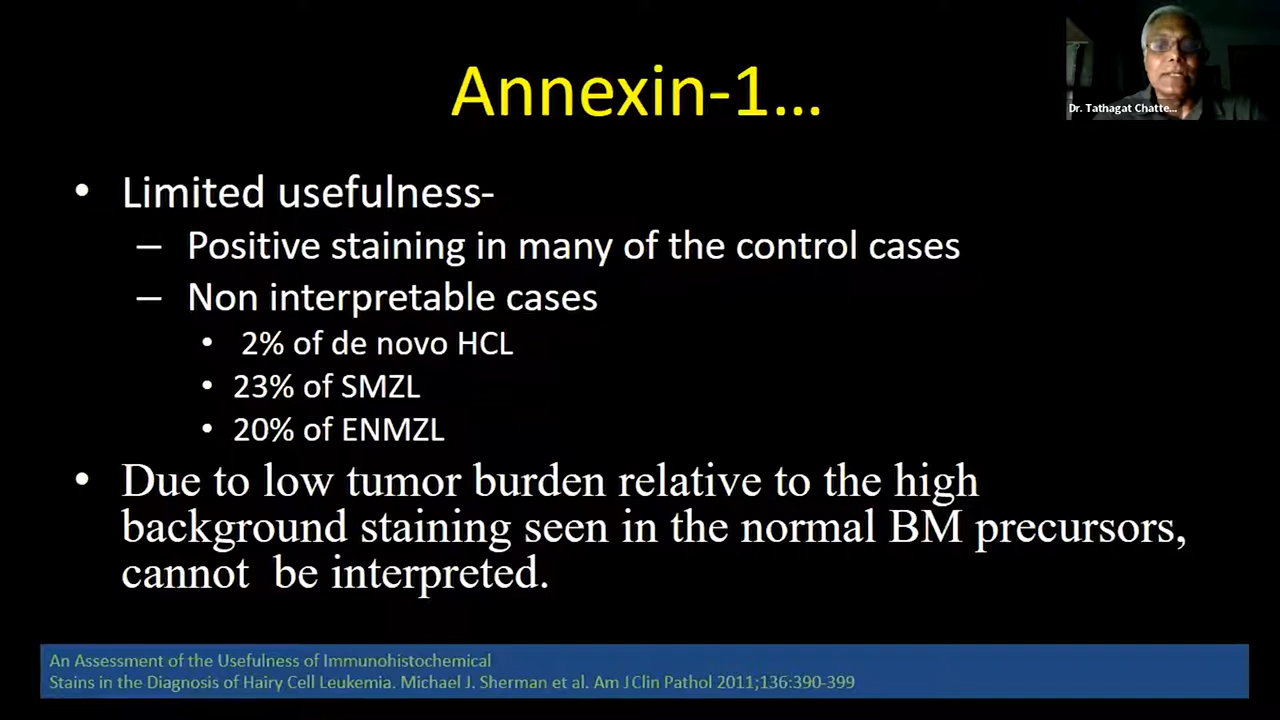 Annexin-1...
Dr. Tathagat Chatte...
• Limited usefulness-
– Positive staining in many of the control cases
– Non interpretable cases
• 2% of de novo HCL
• 23% of SMZL
• 20% of ENMZL
• Due to low tumor burden relative to the high
background staining seen in the normal BM precursors,
cannot be interpreted.
An Assessment of the Usefulness of Immunohistochemical
Stains in the Diagnosis of Hairy Cell Leukemia. Michael J. Sherman et al. Am J Clin Pathol 2011;136:390-399